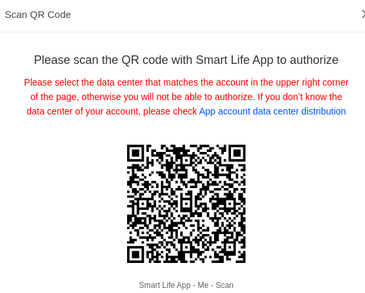 Scan QR Code
Please scan the QR code with Smart Life App to authorize
Please select the data center that matches the account in the upper right corner
of the page, otherwise you will not be able to authorize. If you don't know the
data center of your account, please check App account data center distribution
Smart Life App - Me - Scan